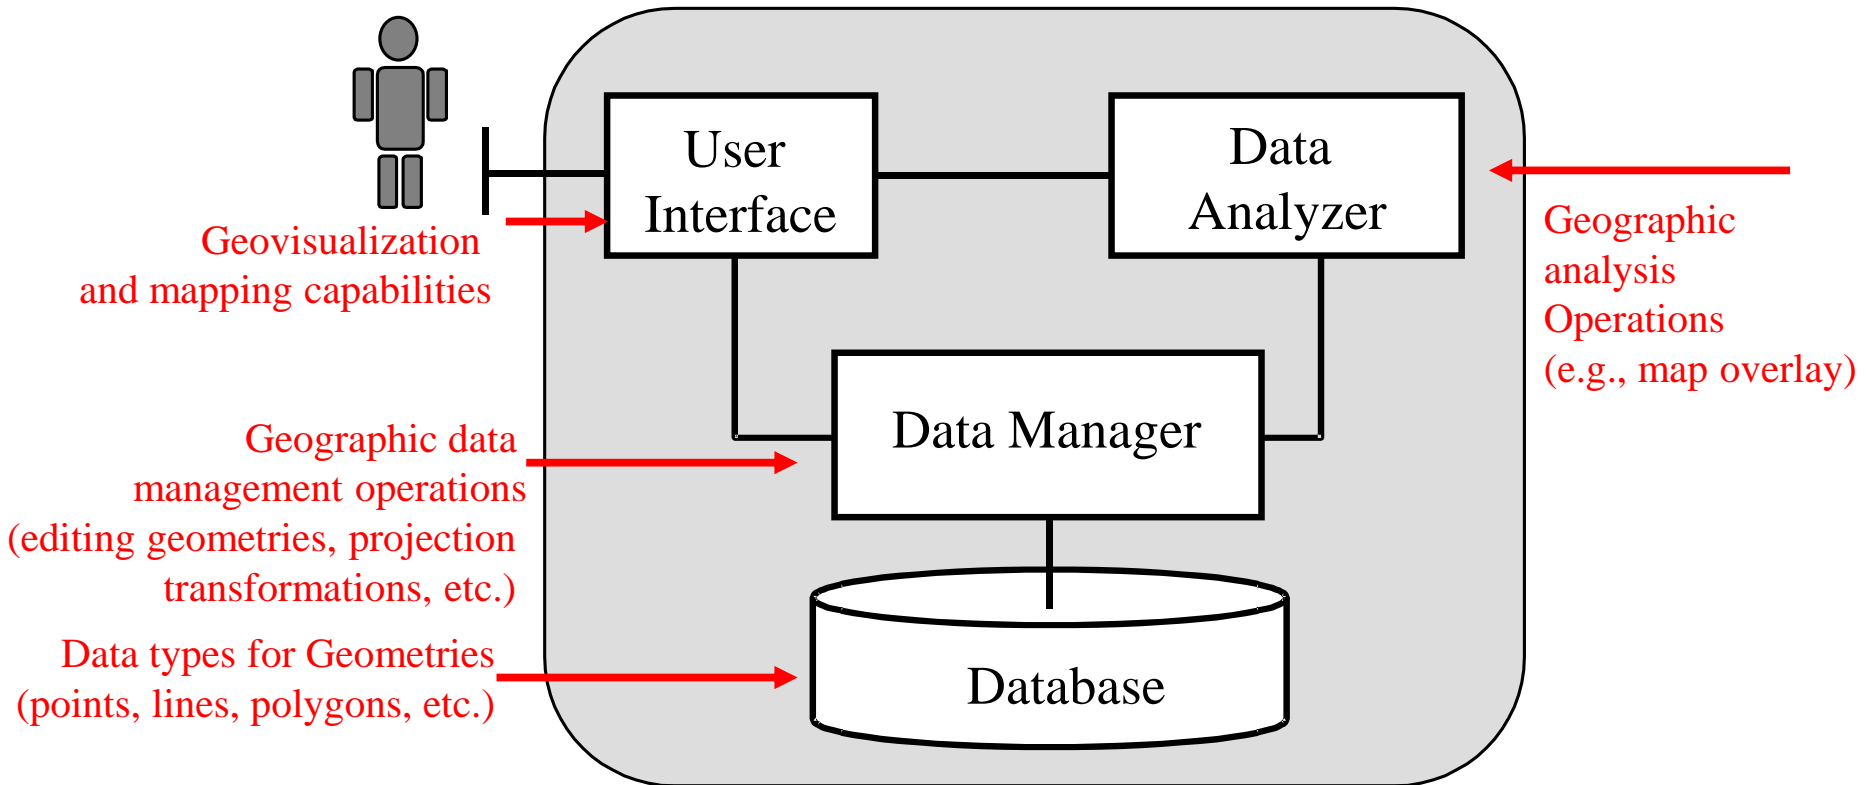 User
Interface
Data
Analyzer
Geovisualization
and mapping capabilities
Geographic
analysis
Operations
(e.g., map overlay)
Data Manager
Geographic data
management operations
(editing geometries, projection
transformations, etc.)
Data types for Geometries
(points, lines, polygons, etc.)
Database